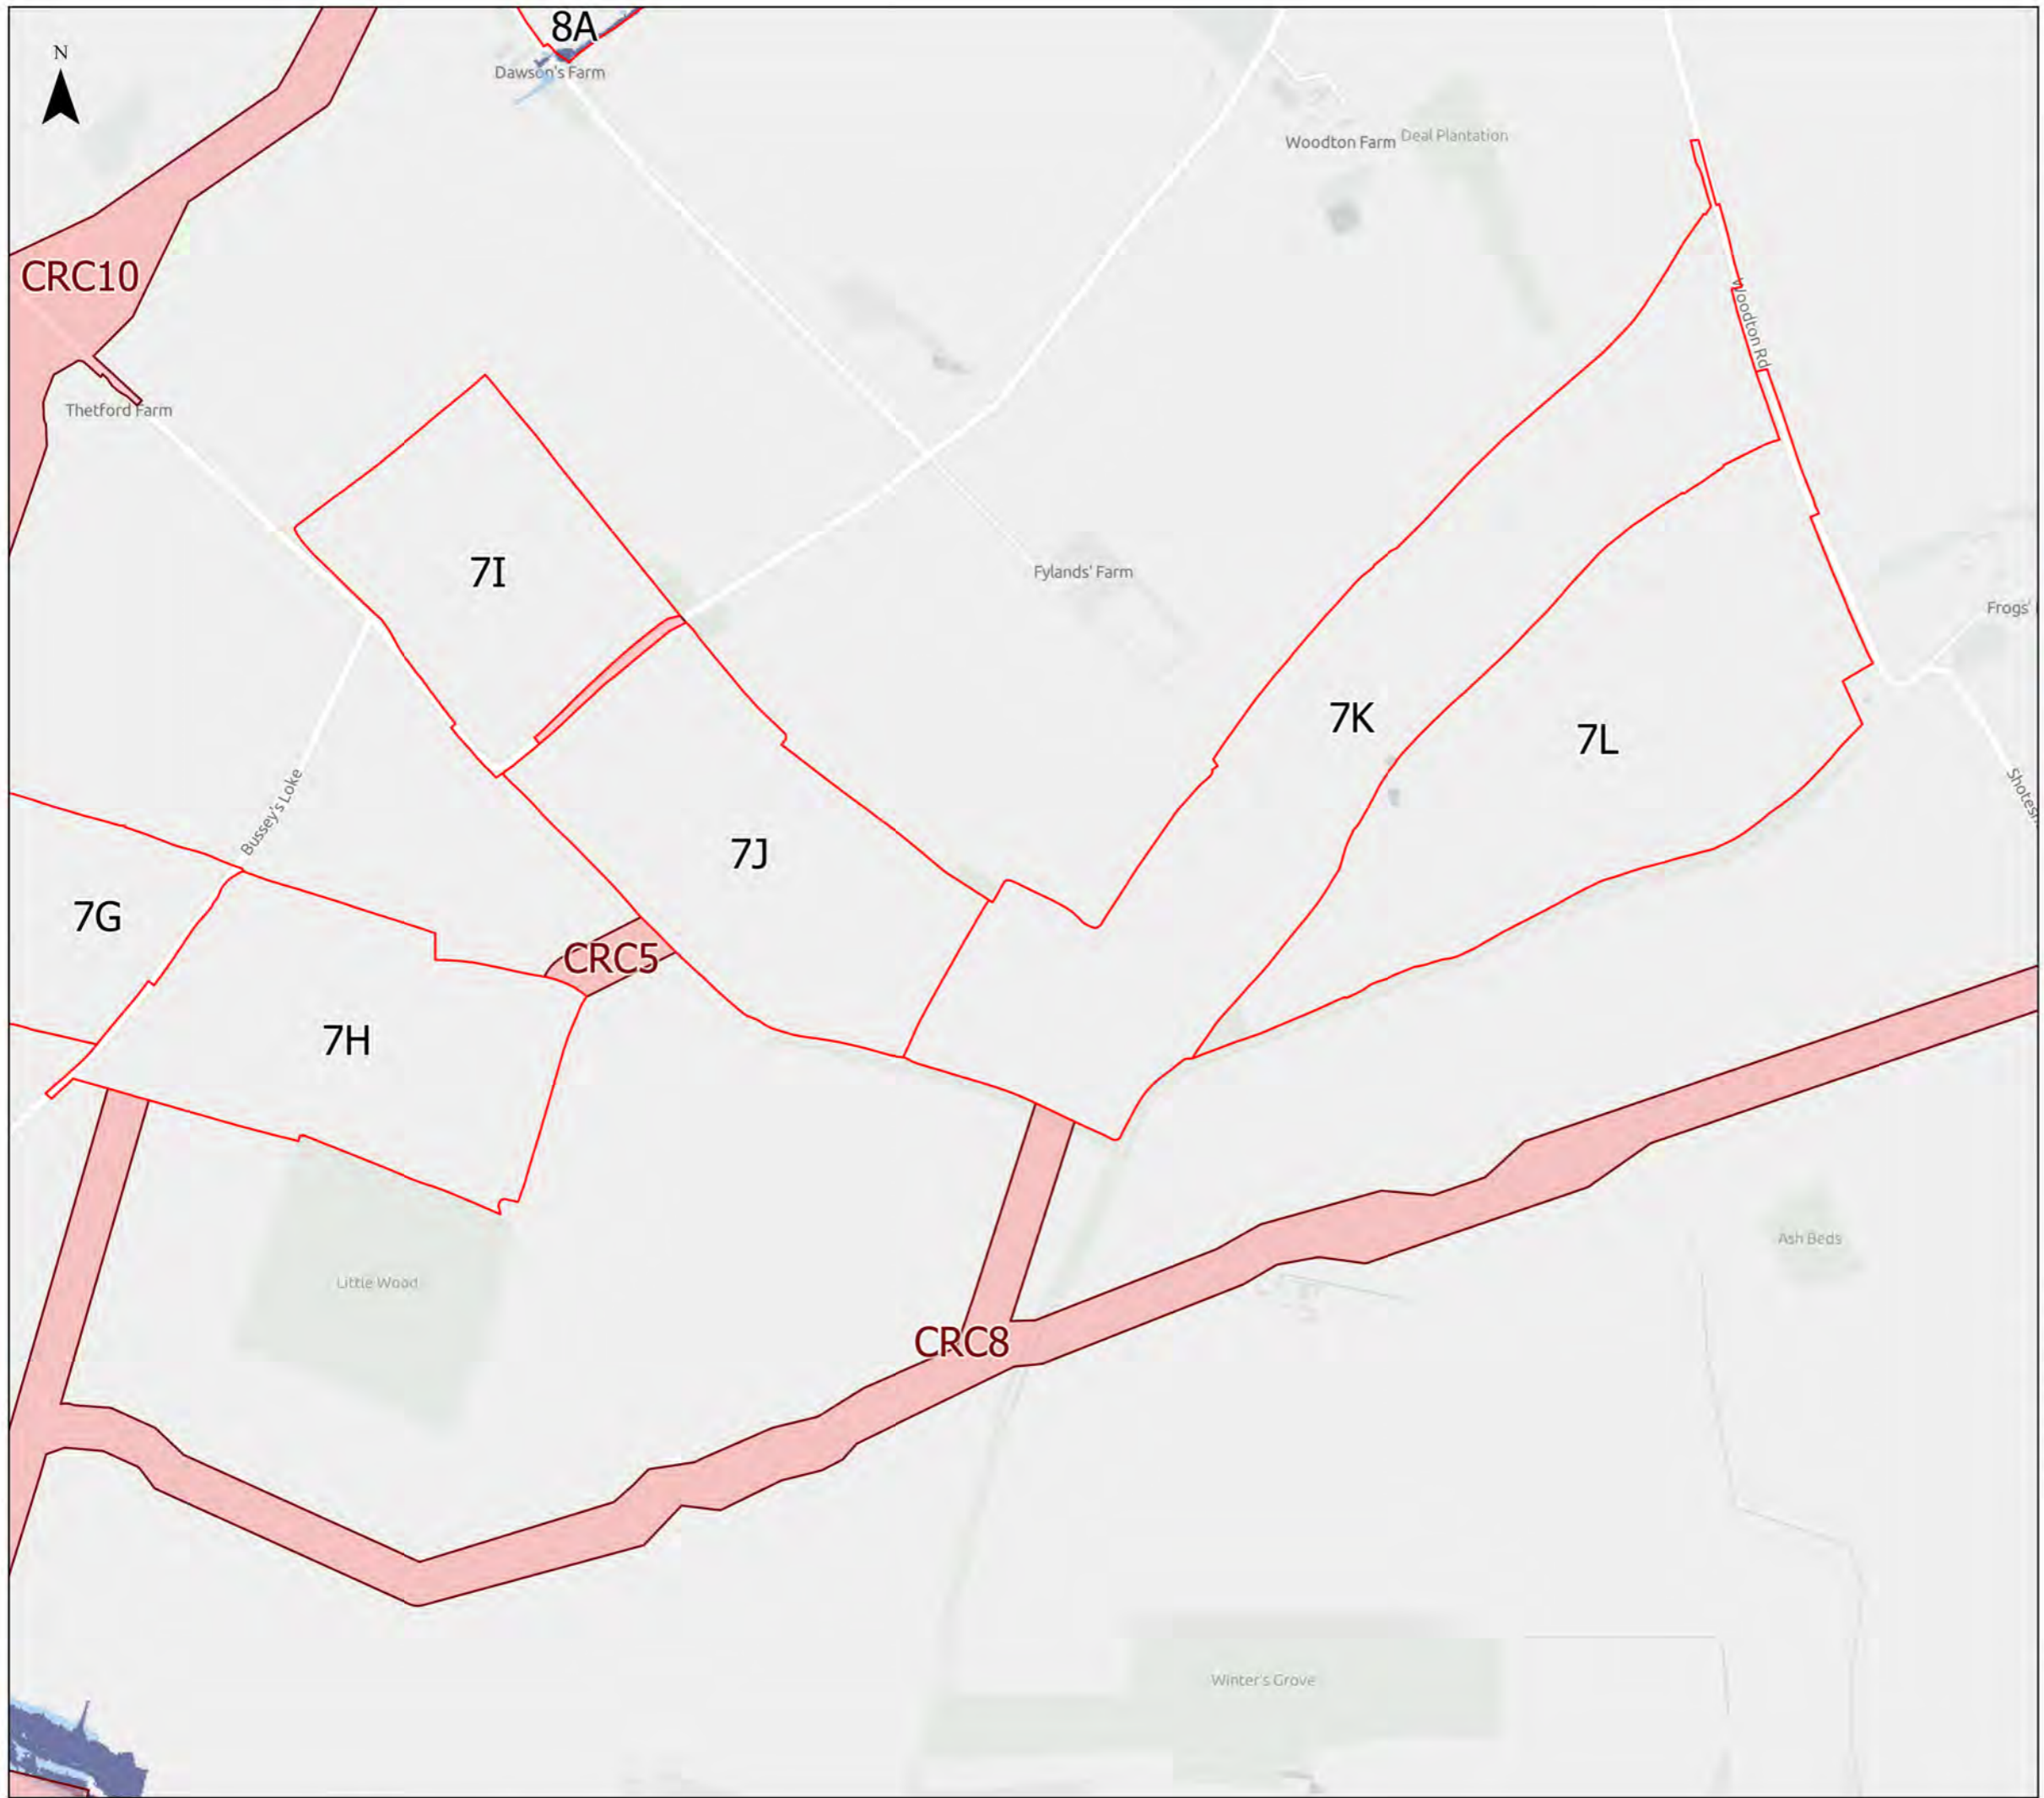 8A
N
Dawson's Farm
Woodton Farm
Deal Plantation
CRC10
Woodton Rd
Thetford Farm
7I
Fylands' Farm
Frogs'
7K
7L
Bussey's Loke
7J
7G
CRC5
7H
Ash Beds
Little Wood
CRC8
Winter's Grove